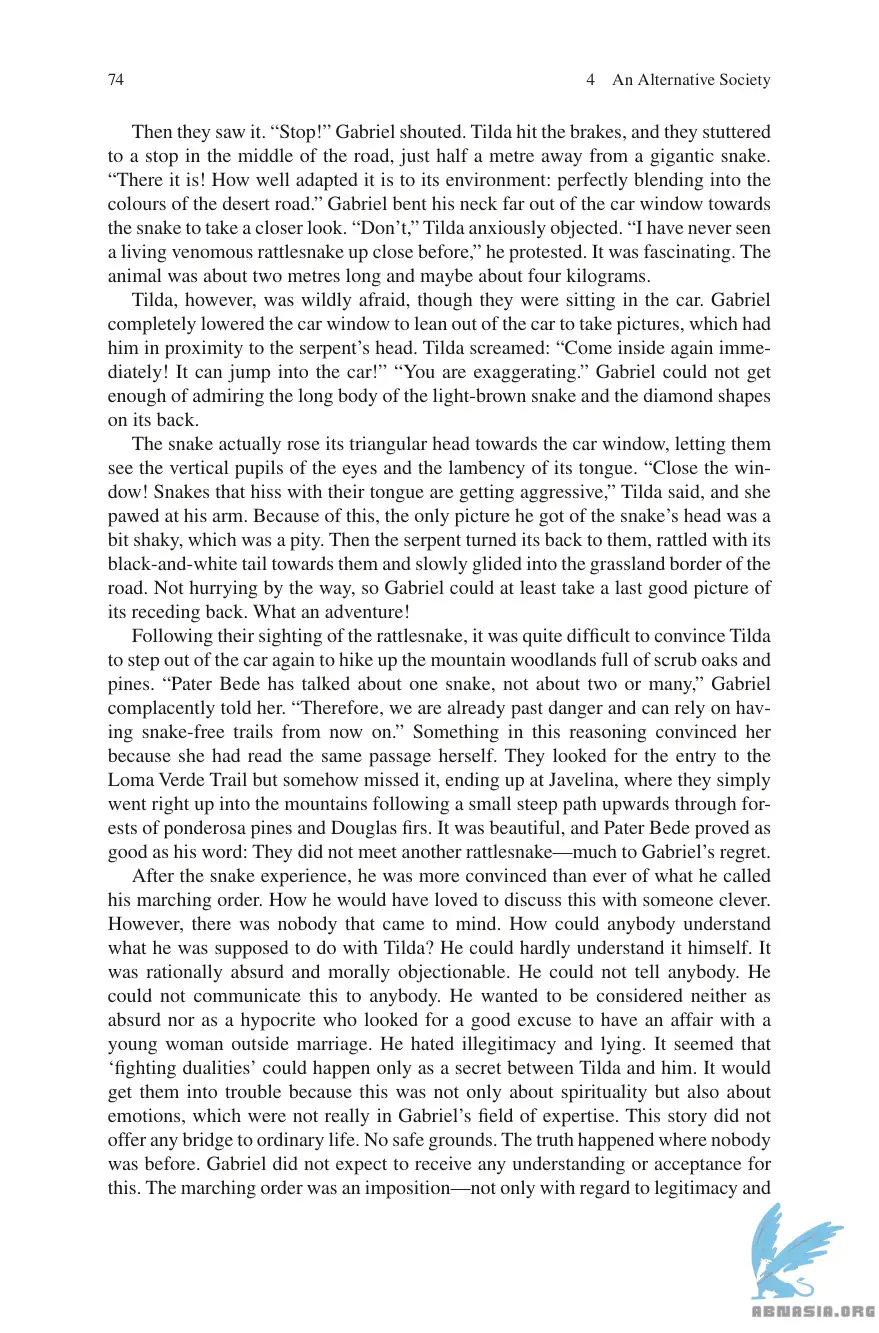 74
4 An Alternative Society
Then they saw it. “Stop!” Gabriel shouted. Tilda hit the brakes, and they stuttered
to a stop in the middle of the road, just half a metre away from a gigantic snake.
“There it is! How well adapted it is to its environment: perfectly blending into the
colours of the desert road.” Gabriel bent his neck far out of the car window towards
the snake to take a closer look. “Don’t,” Tilda anxiously objected. “I have never seen
a living venomous rattlesnake up close before,” he protested. It was fascinating. The
animal was about two metres long and maybe about four kilograms.
Tilda, however, was wildly afraid, though they were sitting in the car. Gabriel
completely lowered the car window to lean out of the car to take pictures, which had
him in proximity to the serpent’s head. Tilda screamed: “Come inside again imme-
diately! It can jump into the car!” “You are exaggerating.” Gabriel could not get
enough of admiring the long body of the light-brown snake and the diamond shapes
on its back.
The snake actually rose its triangular head towards the car window, letting them
see the vertical pupils of the eyes and the lambency of its tongue. “Close the win-
dow! Snakes that hiss with their tongue are getting aggressive,” Tilda said, and she
pawed at his arm. Because of this, the only picture he got of the snake’s head was a
bit shaky, which was a pity. Then the serpent turned its back to them, rattled with its
black-and-white tail towards them and slowly glided into the grassland border of the
road. Not hurrying by the way, so Gabriel could at least take a last good picture of
its receding back. What an adventure!
Following their sighting of the rattlesnake, it was quite difficult to convince Tilda
to step out of the car again to hike up the mountain woodlands full of scrub oaks and
pines. “Pater Bede has talked about one snake, not about two or many,” Gabriel
complacently told her. “Therefore, we are already past danger and can rely on hav-
ing snake-free trails from now on.” Something in this reasoning convinced her
because she had read the same passage herself. They looked for the entry to the
Loma Verde Trail but somehow missed it, ending up at Javelina, where they simply
went right up into the mountains following a small steep path upwards through for-
ests of ponderosa pines and Douglas firs. It was beautiful, and Pater Bede proved as
good as his word: They did not meet another rattlesnake—much to Gabriel’s regret.
After the snake experience, he was more convinced than ever of what he called
his marching order. How he would have loved to discuss this with someone clever.
However, there was nobody that came to mind. How could anybody understand
what he was supposed to do with Tilda? He could hardly understand it himself. It
was rationally absurd and morally objectionable. He could not tell anybody. He
could not communicate this to anybody. He wanted to be considered neither as
absurd nor as a hypocrite who looked for a good excuse to have an affair with a
young woman outside marriage. He hated illegitimacy and lying. It seemed that
‘fighting dualities’ could happen only as a secret between Tilda and him. It would
get them into trouble because this was not only about spirituality but also about
emotions, which were not really in Gabriel’s field of expertise. This story did not
offer any bridge to ordinary life. No safe grounds. The truth happened where nobody
was before. Gabriel did not expect to receive any understanding or acceptance for
this. The marching order was an imposition—not only with regard to legitimacy and
ABNASIA.ORG